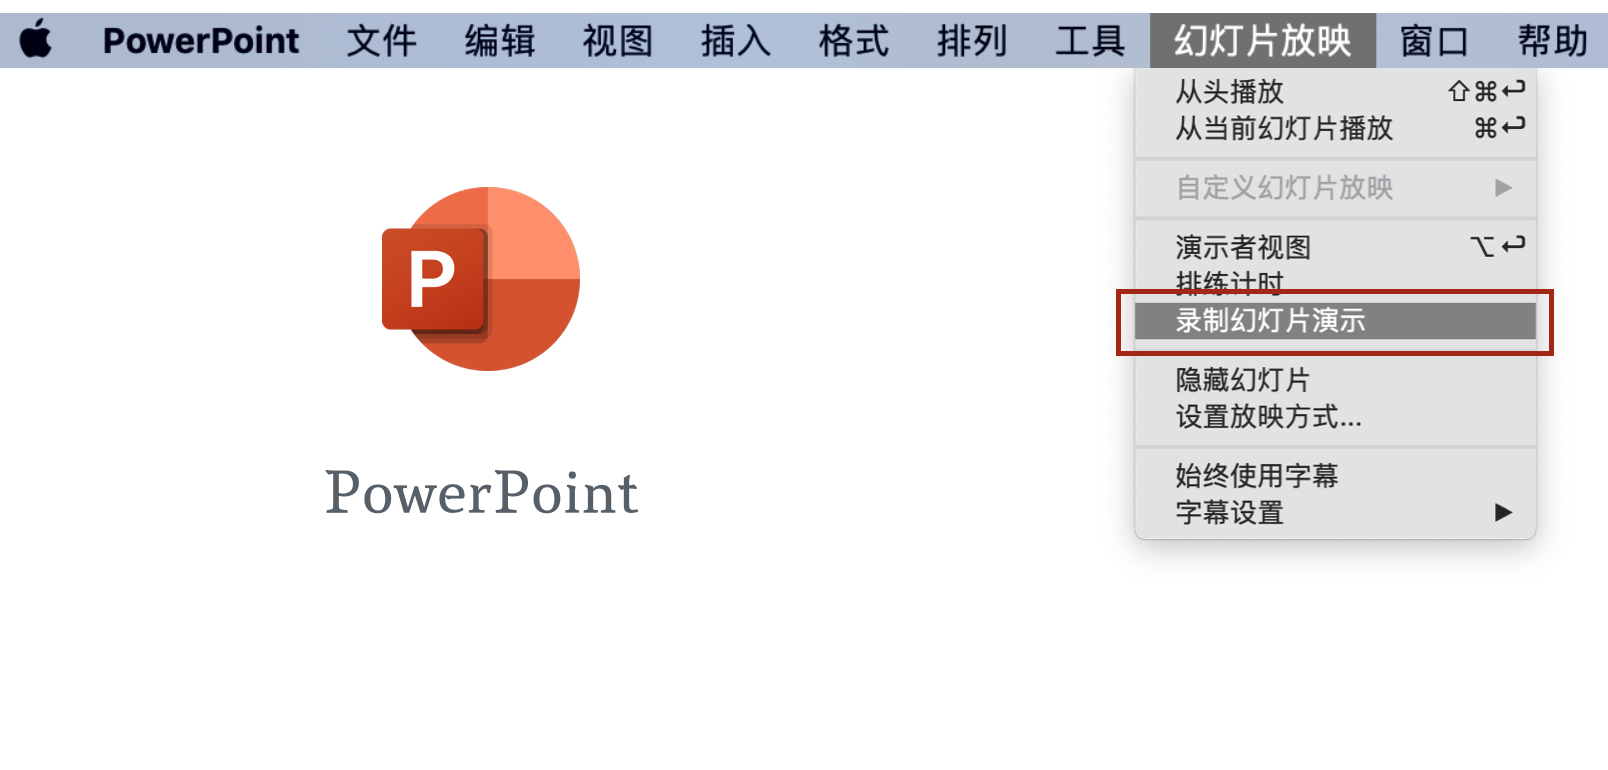 PowerPoint 文件 编辑 视图 插入 格式 排列 工具 幻灯片放映 窗口 帮助
从头播放 ⇧⌘↩
从当前幻灯片播放 ⌘↩
自定义幻灯片放映 ▶
演示者视图 ⌥↩
排练计时
录制幻灯片演示
隐藏幻灯片
设置放映方式...
始终使用字幕
字幕设置 ▶
P
PowerPoint